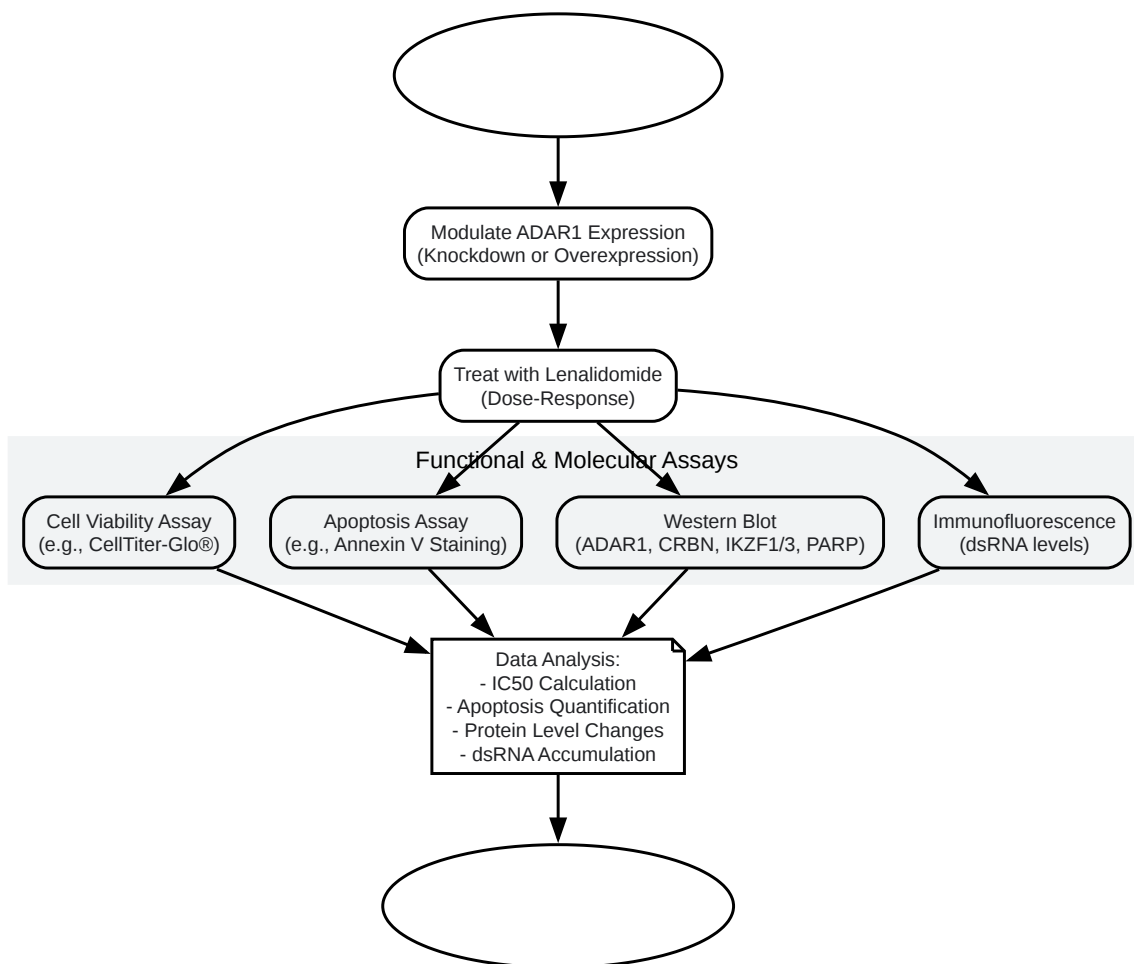 Modulate ADAR1 Expression
(Knockdown or Overexpression)
Treat with Lenalidomide
(Dose-Response)
Functional & Molecular Assays
Cell Viability Assay
(e.g., CellTiter-Glo®)
Apoptosis Assay
(e.g., Annexin V Staining)
Western Blot
(ADAR1, CRBN, IKZF1/3, PARP)
Immunofluorescence
(dsRNA levels)
Data Analysis:
- IC50 Calculation
- Apoptosis Quantification
- Protein Level Changes
- dsRNA Accumulation